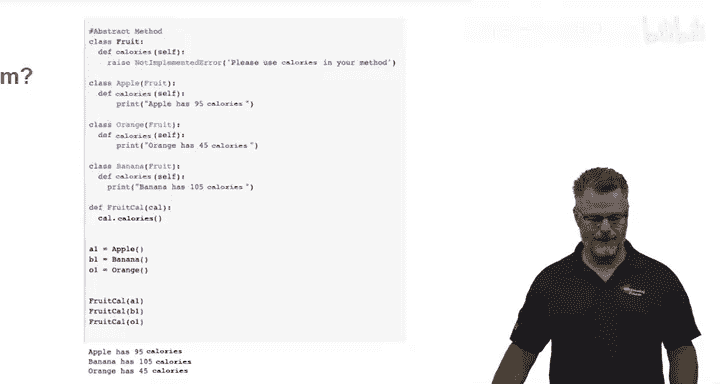 m?
#Abstract Method
class Fruit:
def calories(self):
raise NotImplementedError('Please use calories in your method')
class Apple(Fruit):
def calories(self):
print("Apple has 95 calories")
class Orange(Fruit):
def calories(self):
print("Orange has 45 calories")
class Banana(Fruit):
def calories(self):
print("Banana has 105 calories")
def FruitCal(cal):
cal.calories()
a1 = Apple()
b1 = Banana()
o1 = Orange()
FruitCal(a1)
FruitCal(b1)
FruitCal(o1)
Apple has 95 calories
Banana has 105 calories
Orange has 45 calories